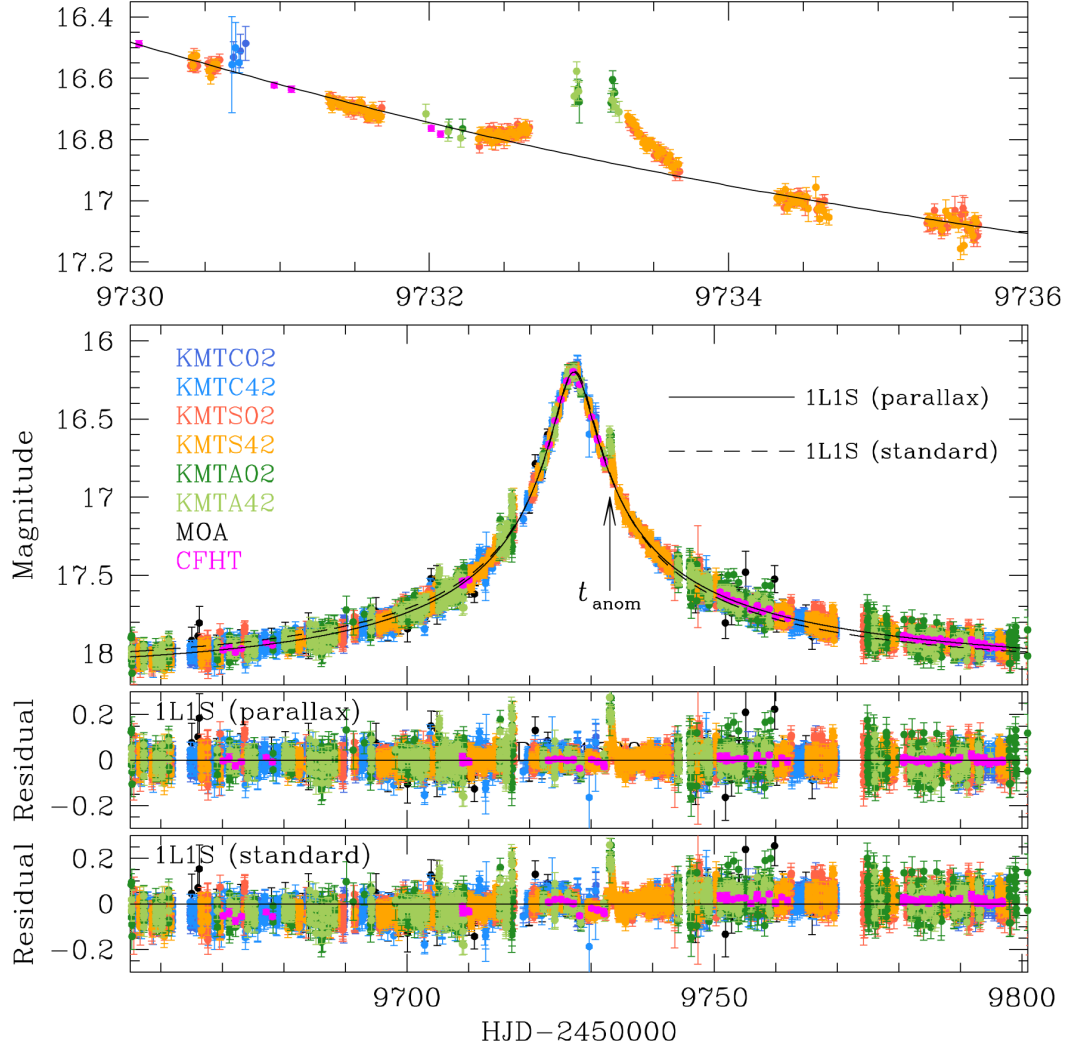 16.4
16.6
16.8
17
17.2
9730
9732
9734
9736
16
16.5
17
17.5
18
Magnitude
KMTC02
KMTC42
KMTS02
KMTS42
KMTA02
KMTA42
MOA
CFHT
1L1S (parallax)
1L1S (standard)
t anom
1L1S (parallax)
0.2
0
−0.2
Residual
1L1S (standard)
0.2
0
−0.2
Residual
9700
9750
9800
HJD−2450000